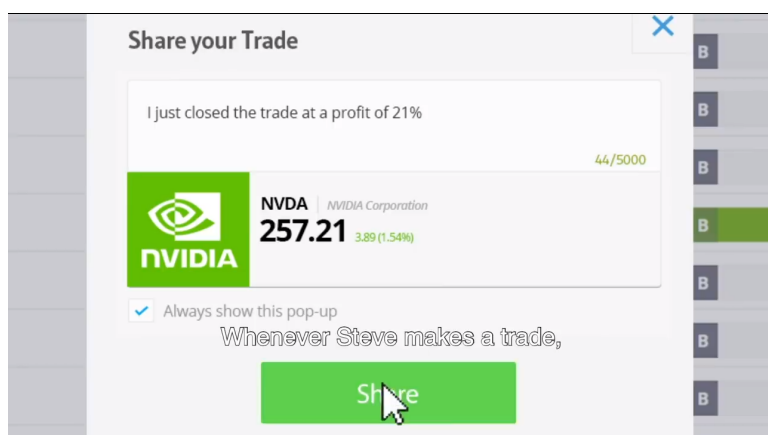 Share your Trade
B
B
I just closed the trade at a profit of 21%
44/5000
B
NVDA | NVIDIA Corporation
257.21 3.89 (1.54%)
B
NVIDIA
B
Always show this pop-up
Whenever Steve makes a trade,
B
Share
B